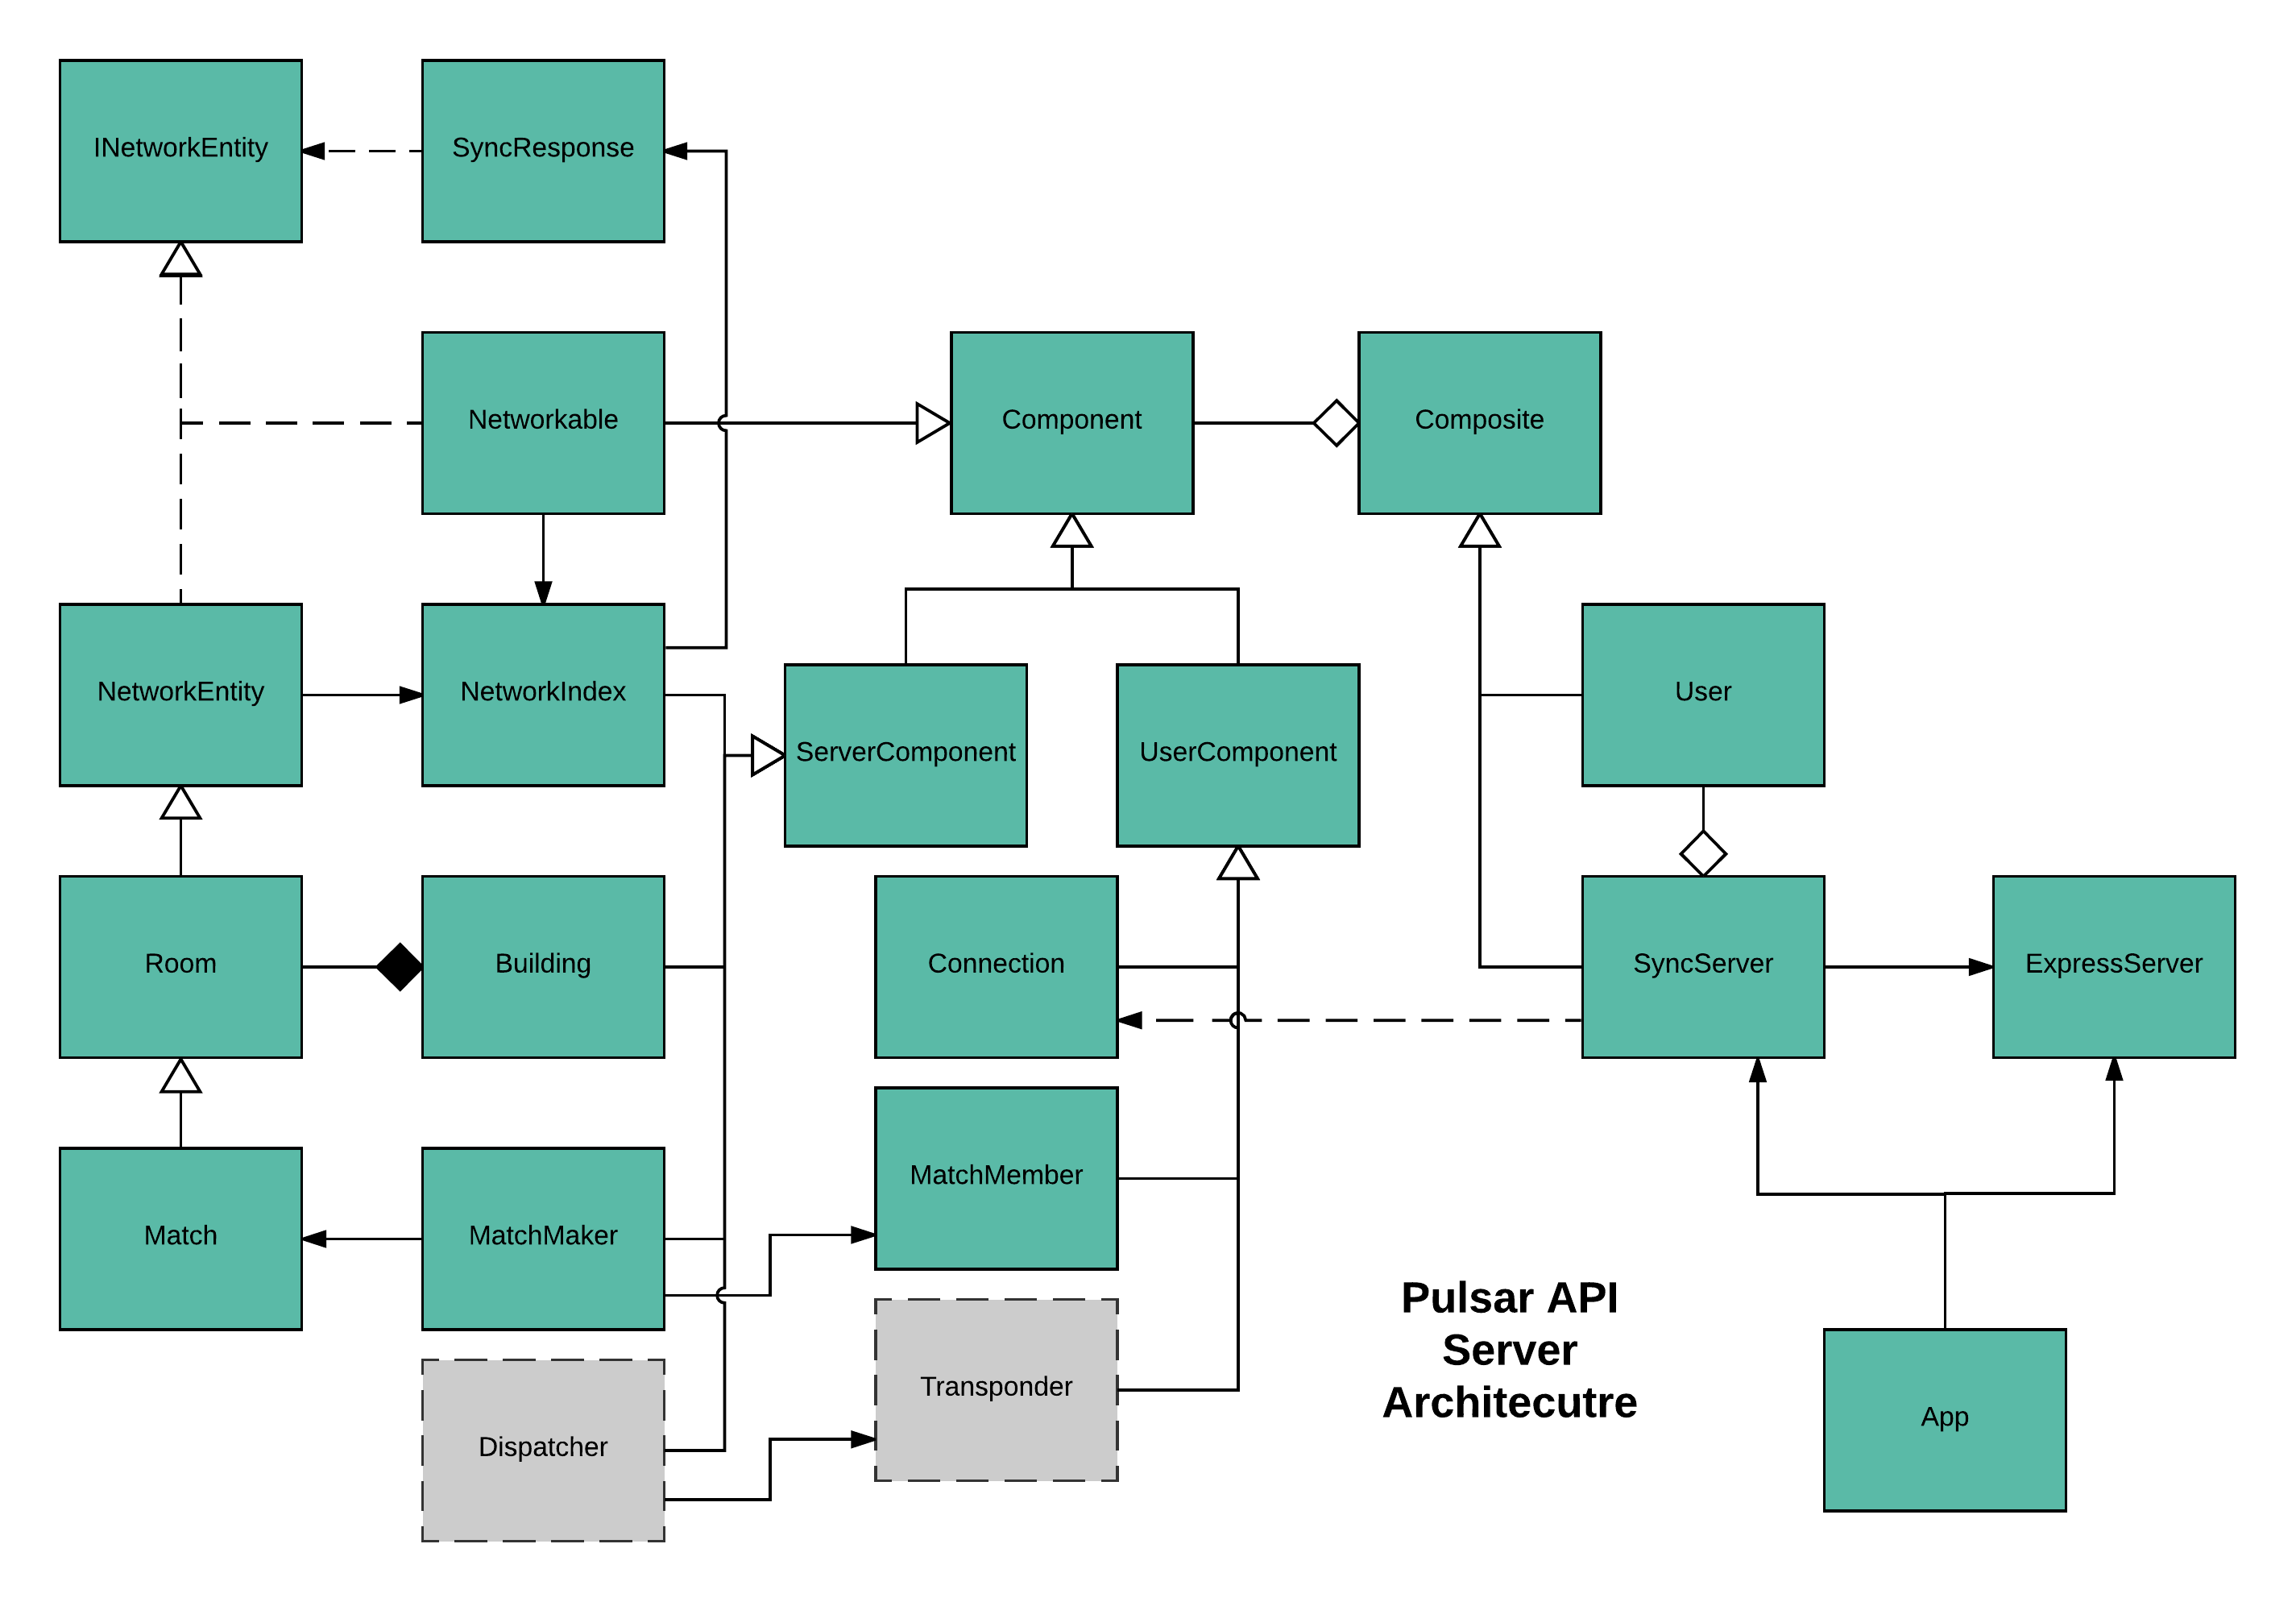 INetworkEntity
SyncResponse
Networkable
Component
Composite
NetworkEntity
NetworkIndex
ServerComponent
UserComponent
User
Room
Building
Connection
SyncServer
ExpressServer
Match
MatchMaker
MatchMember
Dispatcher
Transponder
Pulsar API
Server
Architecutre
App